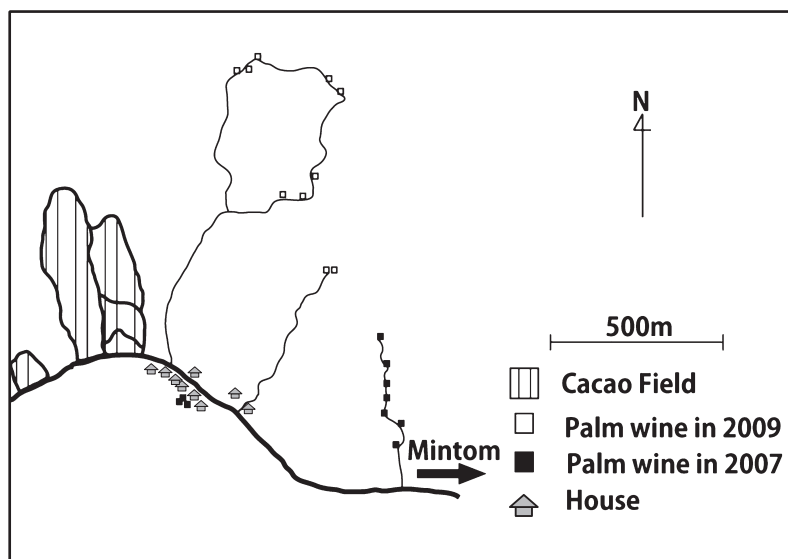 N
500m
Cacao Field
Palm wine in 2009
Mintom
Palm wine in 2007
House